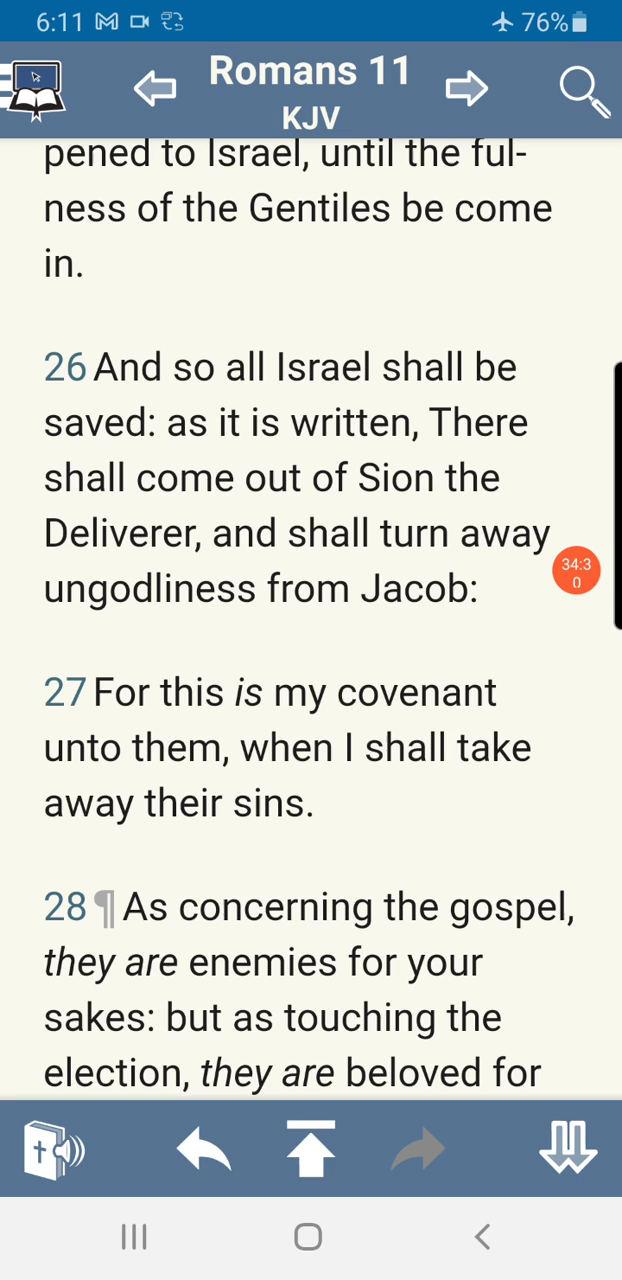 6:11
76%
Romans 11
KJV
pened to Israel, until the ful-
ness of the Gentiles be come
in.
26 And so all Israel shall be
saved: as it is written, There
shall come out of Sion the
Deliverer, and shall turn away
ungodliness from Jacob:
34:3
0
27 For this is my covenant
unto them, when I shall take
away their sins.
28 ¶ As concerning the gospel,
they are enemies for your
sakes: but as touching the
election, they are beloved for